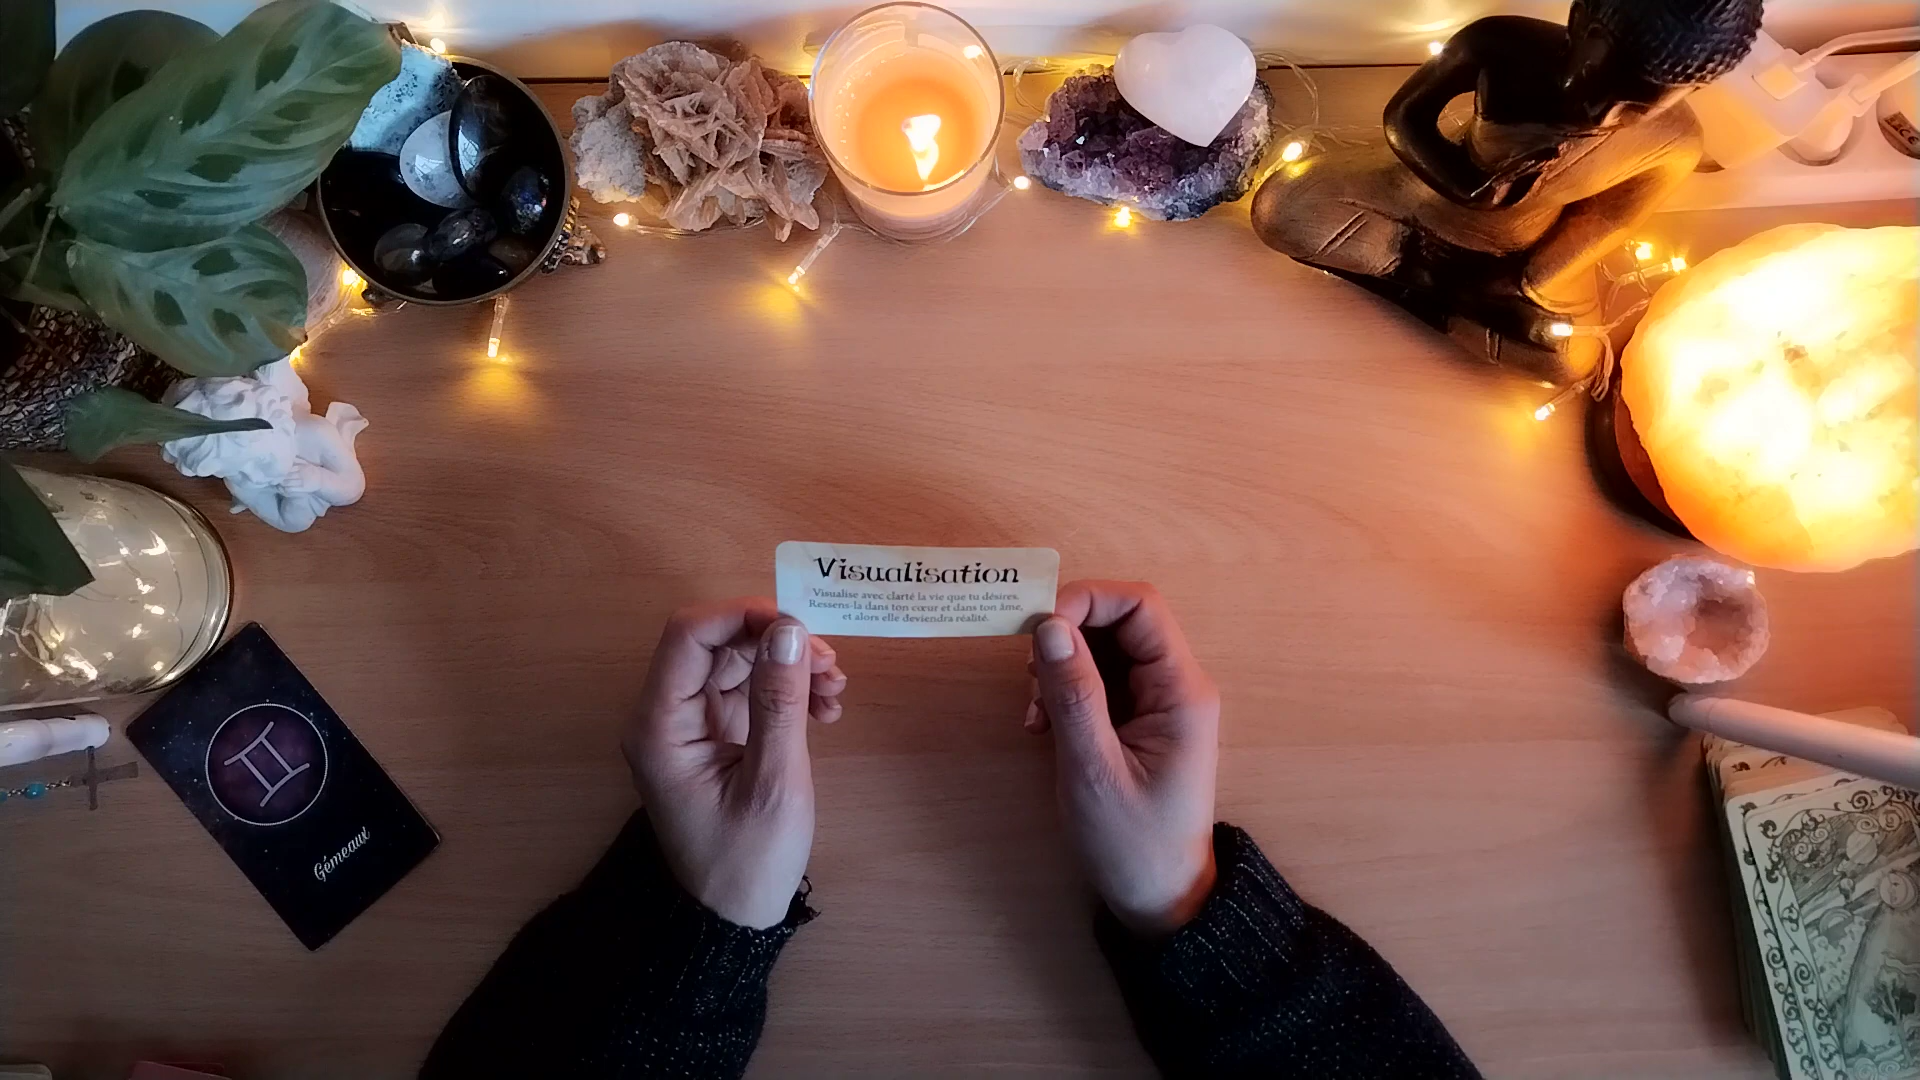 Visualisation
Visualise avec clarté la vie que tu désires.
Ressens-la dans ton cœur et dans ton âme,
et alors elle deviendra réalité.
Gémeaux